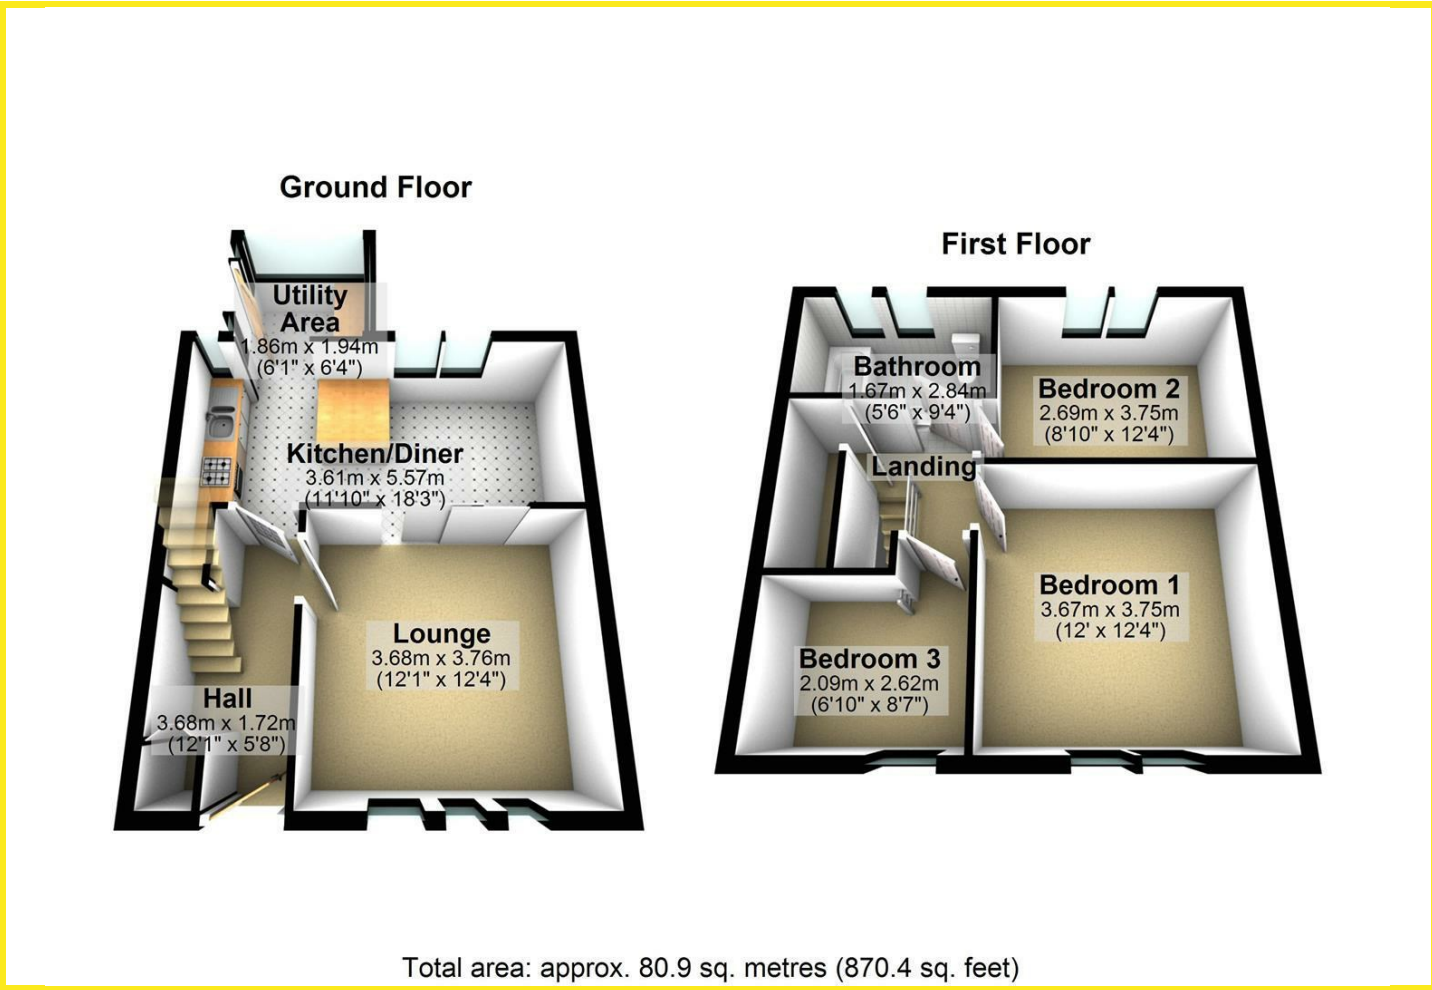 Ground Floor
Utility
Area
1.86m x 1.94m
(6'1" x 6'4")
Kitchen/Diner
3.61m x 5.57m
(11'10" x 18'3")
Lounge
3.68m x 3.76m
(12'1" x 12'4")
Hall
3.68m x 1.72m
(12'1" x 5'8")
First Floor
Bathroom
1.67m x 2.84m
(5'6" x 9'4")
Bedroom 2
2.69m x 3.75m
(8'10" x 12'4")
Landing
Bedroom 1
3.67m x 3.75m
(12' x 12'4")
Bedroom 3
2.09m x 2.62m
(6'10" x 8'7")
Total area: approx. 80.9 sq. metres (870.4 sq. feet)